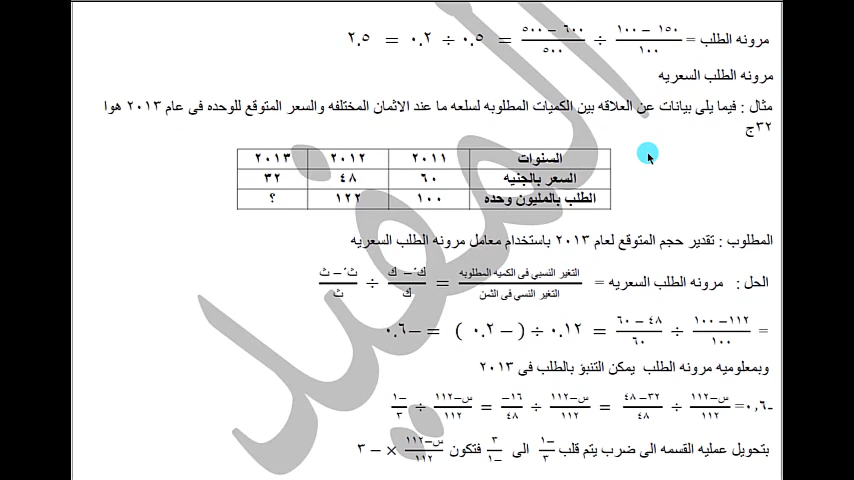 مرونه الطلب = ١٥٠ – ١٠٠ / ١٠٠ ÷ ٦٠٠ – ٥٠٠ / ٥٠٠ = ٠.٥ ÷ ٠.٢ = ٢.٥
مرونه الطلب السعريه
مثال : فيما يلى بيانات عن العلاقه بين الكميات المطلوبه لسلعه ما عند الاثمان المختلفه والسعر المتوقع للوحده فى عام ٢٠١٣ هوا
٣٢ج
السنوات ٢٠١١ ٢٠١٢ ٢٠١٣
السعر بالجنيه ٦٠ ٤٨ ٣٢
الطلب بالمليون وحده ١٠٠ ١٢٢ ؟
المطلوب : تقدير حجم المتوقع لعام ٢٠١٣ باستخدام معامل مرونه الطلب السعريه
الحل : مرونه الطلب السعريه = التغير النسبي فى الكميه المطلوبه / التغير النسي فى الثمن = كَ – ك / ك ÷ ثَ – ث / ث
= ١١٢–١٠٠ / ١٠٠ ÷ ٤٨ – ٦٠ / ٦٠ = ٠.١٢ ÷ (– ٠.٢ ) = –٠.٦
وبمعلوميه مرونه الطلب يمكن التنبؤ بالطلب فى ٢٠١٣
-٠,٦= س–١١٢ / ١١٢ ÷ ٣٢–٤٨ / ٤٨ = س–١١٢ / ١١٢ ÷ –١٦ / ٤٨ = س–١١٢ / ١١٢ ÷ –١ / ٣
بتحويل عمليه القسمه الى ضرب يتم قلب –١ / ٣ الى ٣ / –١ فتكون س–١١٢ / ١١٢ × – ٣
المفيد